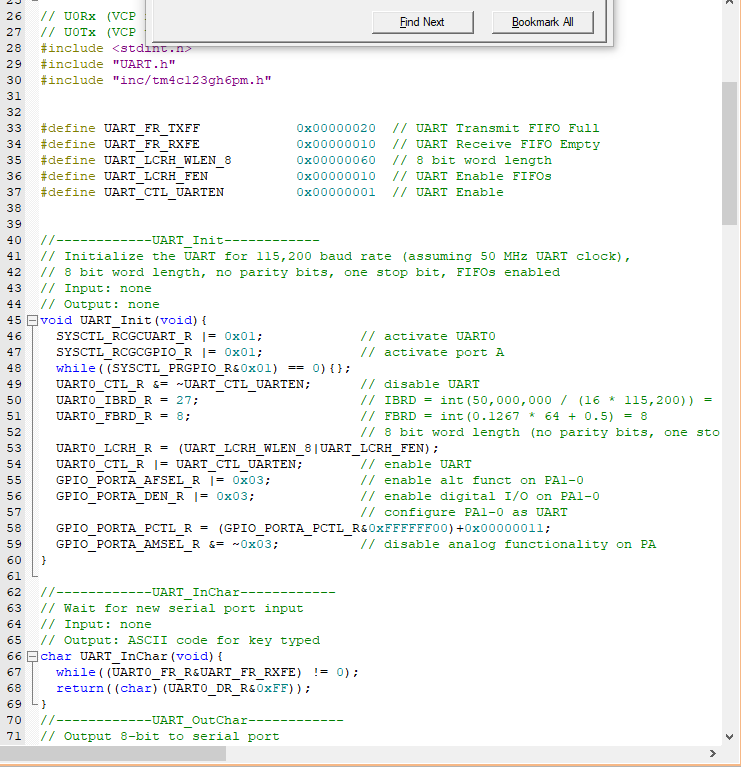 25
26 // U0Rx (VCP
27 // U0Tx (VCP
Find Next
Bookmark All
28 #include <stdint.h>
29 #include "UART.h"
30 #include "inc/tm4c123gh6pm.h"
31
32
33 #define UART_FR_TXFF            0x00000020  // UART Transmit FIFO Full
34 #define UART_FR_RXFE            0x00000010  // UART Receive FIFO Empty
35 #define UART_LCRH_WLEN_8        0x00000060  // 8 bit word length
36 #define UART_LCRH_FEN           0x00000010  // UART Enable FIFOs
37 #define UART_CTL_UARTEN         0x00000001  // UART Enable
38
39
40 //------------UART_Init------------
41 // Initialize the UART for 115,200 baud rate (assuming 50 MHz UART clock),
42 // 8 bit word length, no parity bits, one stop bit, FIFOs enabled
43 // Input: none
44 // Output: none
45 void UART_Init(void){
46   SYSCTL_RCGCUART_R |= 0x01;            // activate UART0
47   SYSCTL_RCGCGPIO_R |= 0x01;            // activate port A
48   while((SYSCTL_PRGPIO_R&0x01) == 0){};
49   UART0_CTL_R &= ~UART_CTL_UARTEN;      // disable UART
50   UART0_IBRD_R = 27;                    // IBRD = int(50,000,000 / (16 * 115,200)) =
51   UART0_FBRD_R = 8;                     // FBRD = int(0.1267 * 64 + 0.5) = 8
52                                         // 8 bit word length (no parity bits, one sto
53   UART0_LCRH_R = (UART_LCRH_WLEN_8|UART_LCRH_FEN);
54   UART0_CTL_R |= UART_CTL_UARTEN;       // enable UART
55   GPIO_PORTA_AFSEL_R |= 0x03;           // enable alt funct on PA1-0
56   GPIO_PORTA_DEN_R |= 0x03;             // enable digital I/O on PA1-0
57                                         // configure PA1-0 as UART
58   GPIO_PORTA_PCTL_R = (GPIO_PORTA_PCTL_R&0xFFFFFF00)+0x00000011;
59   GPIO_PORTA_AMSEL_R &= ~0x03;          // disable analog functionality on PA
60 }
61
62 //------------UART_InChar------------
63 // Wait for new serial port input
64 // Input: none
65 // Output: ASCII code for key typed
66 char UART_InChar(void){
67   while((UART0_FR_R&UART_FR_RXFE) != 0);
68   return((char)(UART0_DR_R&0xFF));
69 }
70 //------------UART_OutChar------------
71 // Output 8-bit to serial port